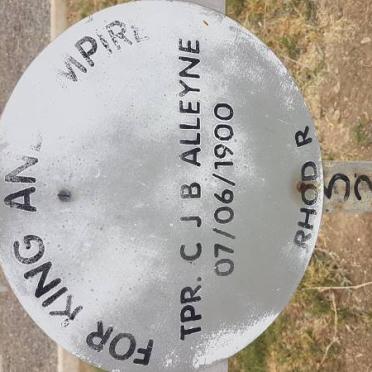 FOR KING AN MPIRE
TPR. C J B ALLEYNE
07/06/1900
RHOD R